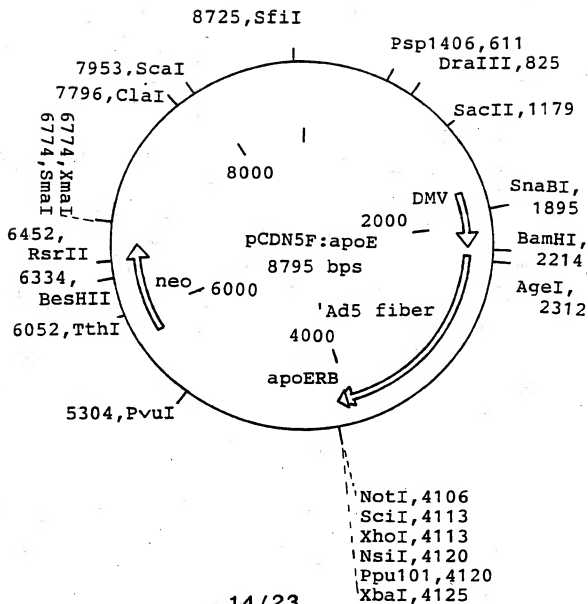 8725,SfiI
Psp1406,611
DraIII,825
7953,ScaI
7796,ClaI
SacII,1179
6774,XmaI
6774,SmaI
8000
DMV
SnaBI,
1895
2000
pCDN5F:apoE
8795 bps
BamHI,
2214
6452,
RsrII
AgeI,
2312
6334,
BesHII
neo
6000
'Ad5 fiber
6052,TthI
4000
apoERB
5304,PvuI
NotI,4106
SciI,4113
XhoI,4113
NsiI,4120
Ppu101,4120
XbaI,4125
14/23